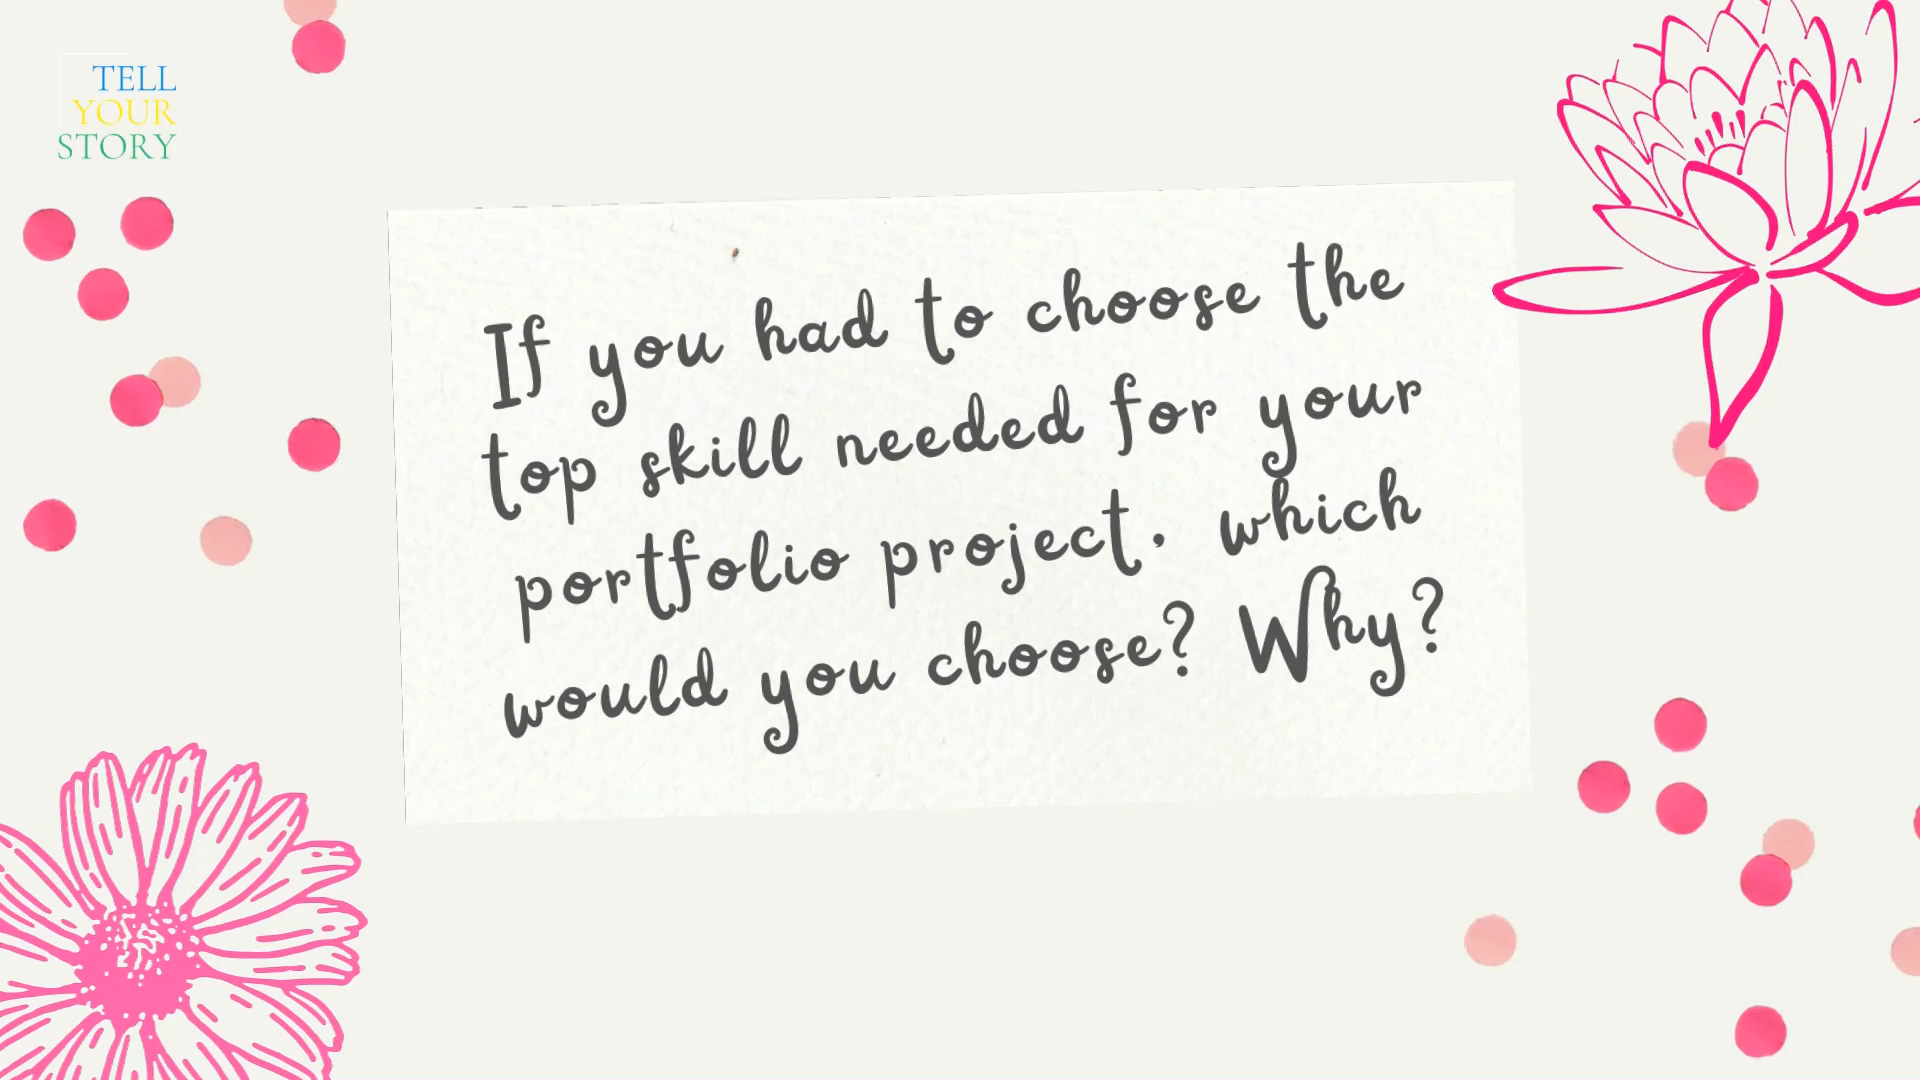 TELL
YOUR
STORY
If you had to choose the
top skill needed for your
portfolio project, which
would you choose? Why?